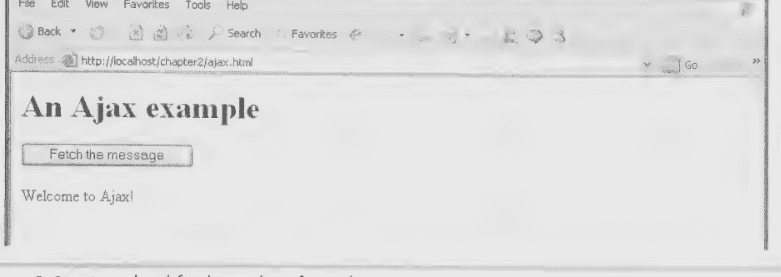 File Edit View Favorites Tools Help
Back Search Favorites
Address http://localhost/chapter2/ajax.html Go »
An Ajax example
Fetch the message
Welcome to Ajax!